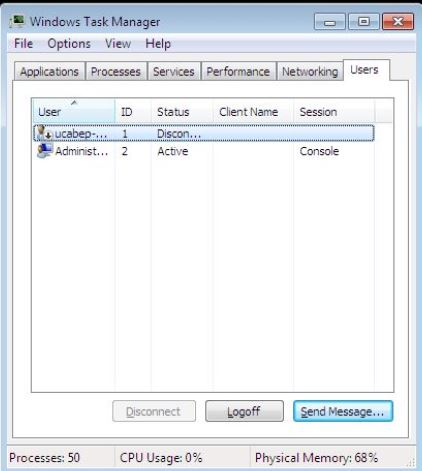 Windows Task Manager
File Options View Help
Applications Processes Services Performance Networking Users
User ID Status Client Name Session
ucabep-... 1 Discon...
Administ... 2 Active Console
Disconnect Logoff Send Message...
Processes: 50 CPU Usage: 0% Physical Memory: 68%